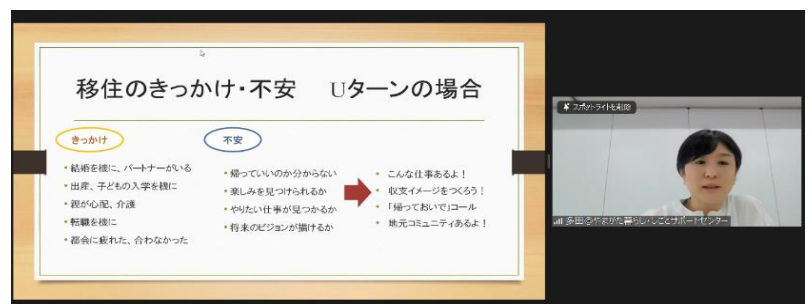 移住のきっかけ・不安　Uターンの場合
きっかけ
・結婚を機に、パートナーがいる
・出産、子どもの入学を機に
・親が心配、介護
・転職を機に
・都会に疲れた、合わなかった
不安
・帰っていいのか分からない
・楽しみを見つけられるか
・やりたい仕事が見つかるか
・将来のビジョンが描けるか
・こんな仕事あるよ！
・収支イメージをつくろう！
・「帰っておいで」コール
・地元コミュニティあるよ！
スポットライトを削除
多田@やまがた暮らし・しごとサポートセンター